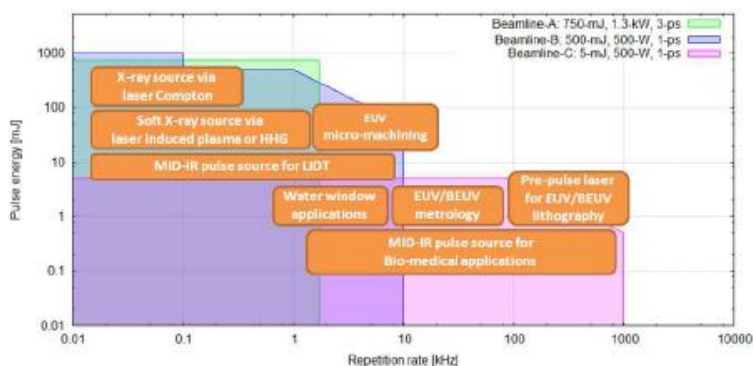 Beamline-A: 750-mJ, 1.3-kW, 3-ps
Beamline-B: 500-mJ, 500-W, 1-ps
Beamline-C: 5-mJ, 500-W, 1-ps
Pulse energy [mJ]
1000
100
10
1
0.1
0.01
X-ray source via
laser Compton
Soft X-ray source via
laser induced plasma or HHG
EUV
micro-machining
MID-IR pulse source for LIDT
Water window
applications
EUV/BEUV
metrology
Pre-pulse laser
for EUV/BEUV
lithography
MID-IR pulse source for
Bio-medical applications
0.01
0.1
1
10
100
1000
10000
Repetition rate [kHz]